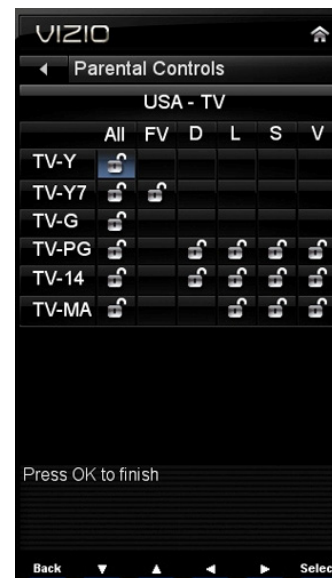 VIZIO
Parental Controls
USA - TV
All FV D L S V
TV-Y
TV-Y7
TV-G
TV-PG
TV-14
TV-MA
Press OK to finish
Back Selec